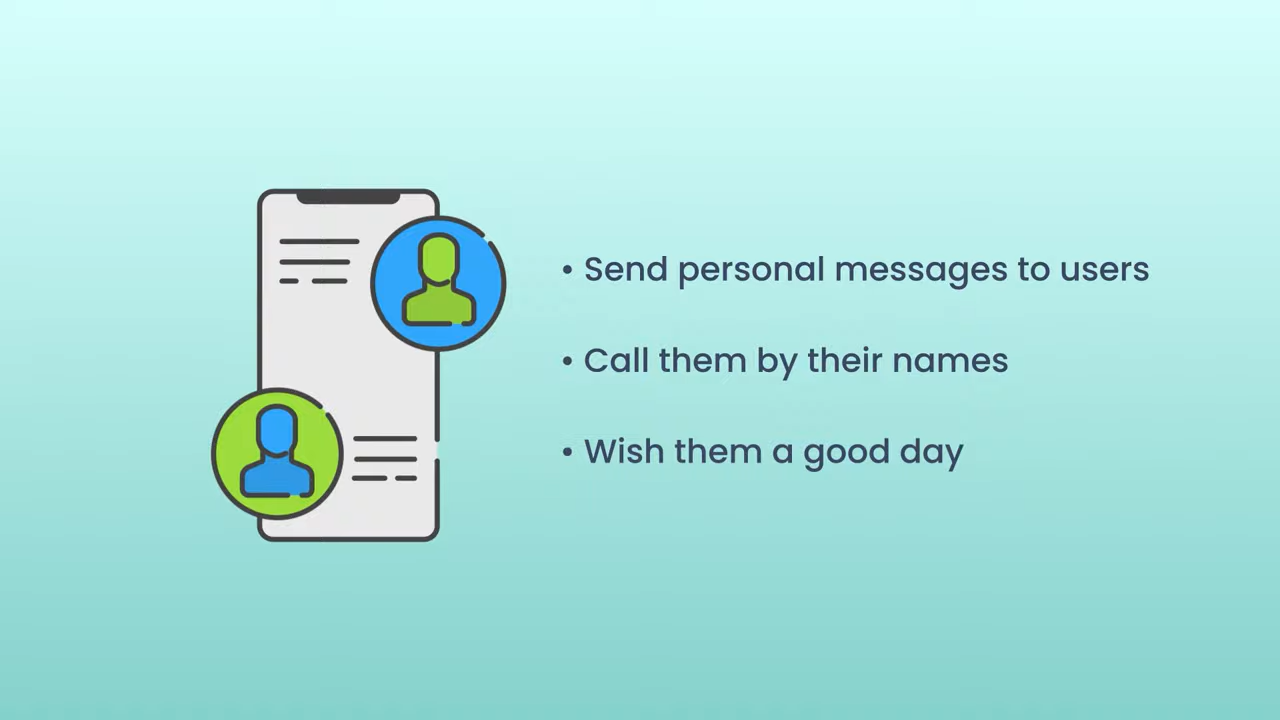 • Send personal messages to users
• Call them by their names
• Wish them a good day